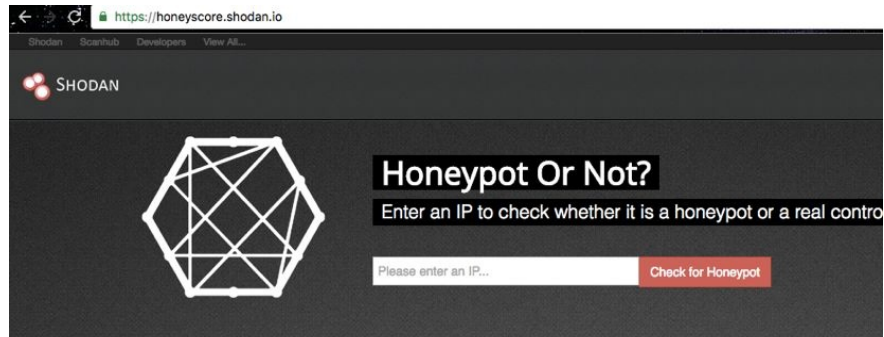 https://honeyscore.shodan.io
Shodan Scanhub Developers View All...
SHODAN
Honeypot Or Not?
Enter an IP to check whether it is a honeypot or a real contro
Please enter an IP... Check for Honeypot